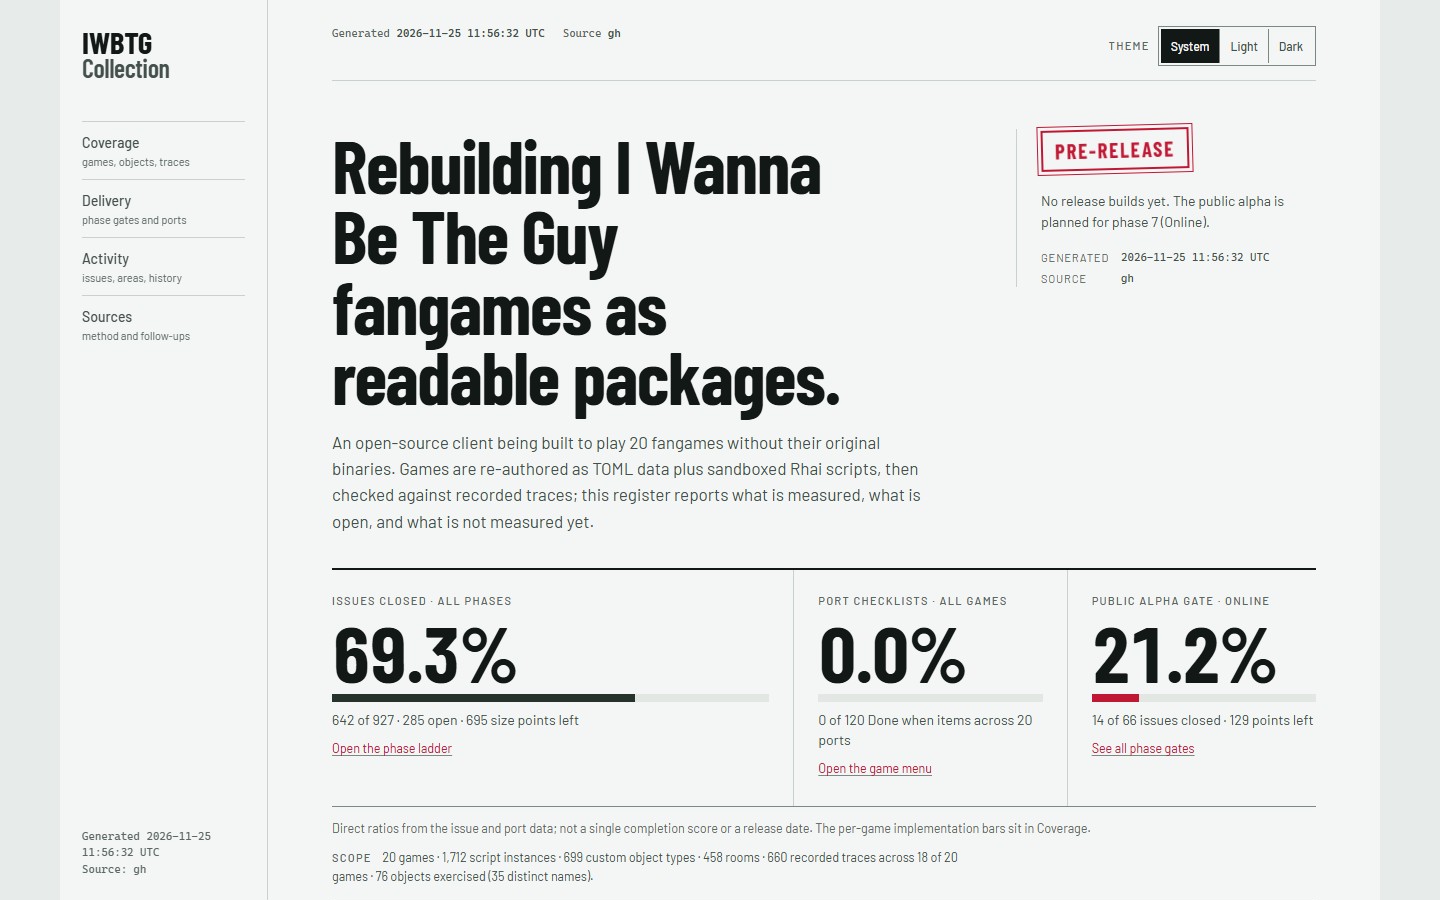 IWBTG
Collection
Coverage
games, objects, traces
Delivery
phase gates and ports
Activity
issues, areas, history
Sources
method and follow-ups
Generated 2026-11-25
11:56:32 UTC
Source: gh
Generated 2026-11-25 11:56:32 UTC Source gh
THEME System Light Dark
Rebuilding I Wanna
Be The Guy
fangames as
readable packages.
An open-source client being built to play 20 fangames without their original
binaries. Games are re-authored as TOML data plus sandboxed Rhai scripts, then
checked against recorded traces; this register reports what is measured, what is
open, and what is not measured yet.
PRE-RELEASE
No release builds yet. The public alpha is
planned for phase 7 (Online).
GENERATED 2026-11-25 11:56:32 UTC
SOURCE gh
ISSUES CLOSED · ALL PHASES
69.3%
642 of 927 · 285 open · 695 size points left
Open the phase ladder
PORT CHECKLISTS · ALL GAMES
0.0%
0 of 120 Done when items across 20
ports
Open the game menu
PUBLIC ALPHA GATE · ONLINE
21.2%
14 of 66 issues closed · 129 points left
See all phase gates
Direct ratios from the issue and port data; not a single completion score or a release date. The per-game implementation bars sit in Coverage.
SCOPE 20 games · 1,712 script instances · 699 custom object types · 458 rooms · 660 recorded traces across 18 of 20
games · 76 objects exercised (35 distinct names).